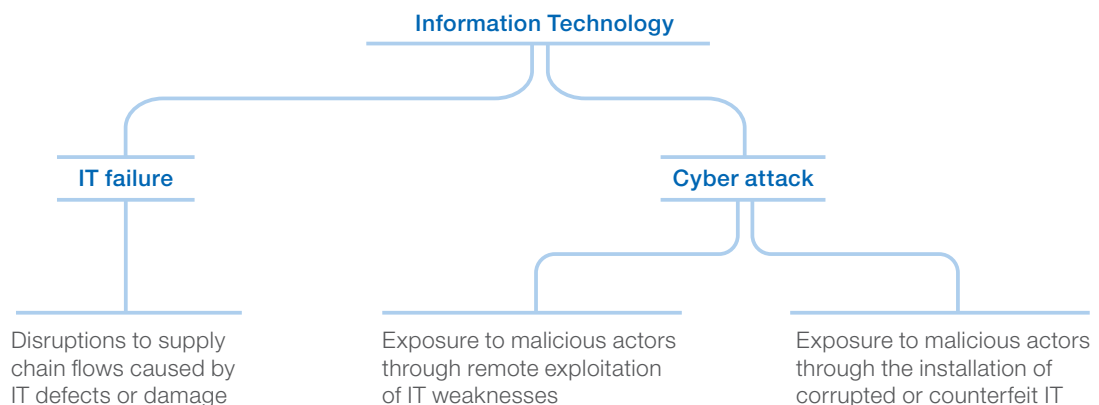 Information Technology
IT failure
Cyber attack
Disruptions to supply
chain flows caused by
IT defects or damage
Exposure to malicious actors
through remote exploitation
of IT weaknesses
Exposure to malicious actors
through the installation of
corrupted or counterfeit IT